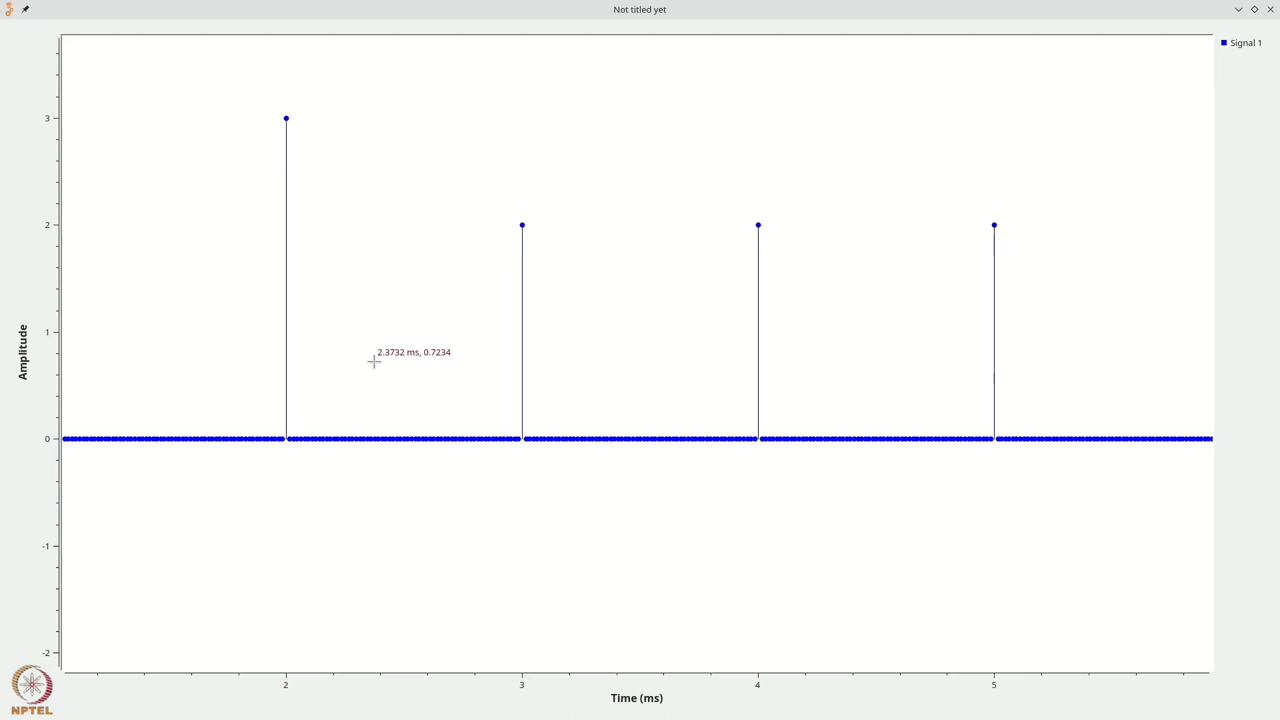 Not titled yet
Signal 1
3
2
1
0
-1
-2
Amplitude
2.3732 ms, 0.7234
2
3
4
5
Time (ms)
NPTEL